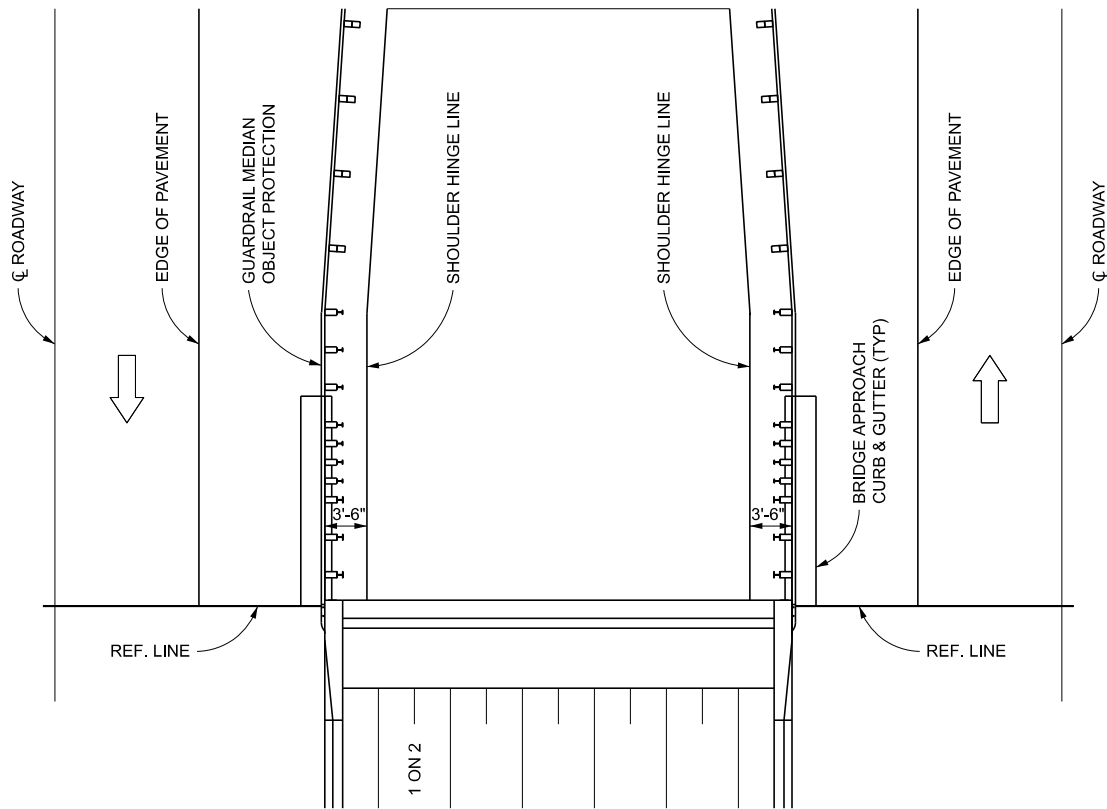 ℄ ROADWAY
EDGE OF PAVEMENT
GUARDRAIL MEDIAN
OBJECT PROTECTION
SHOULDER HINGE LINE
SHOULDER HINGE LINE
EDGE OF PAVEMENT
℄ ROADWAY
BRIDGE APPROACH
CURB & GUTTER (TYP)
3'-6"
3'-6"
REF. LINE
REF. LINE
1 ON 2